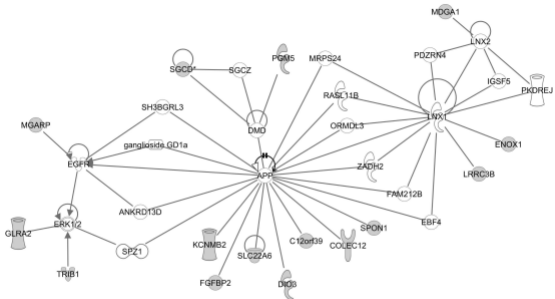 MDGA1
LNX2
SGCD*
SGCZ
PGM5
MRPS24
PDZRN4
IGSF5
PKDREJ
RASL11B
SH3BGRL3
LNX1
MGARP
DMD
ORMDL3
ganglioside GD1a
ENOX1
EGFR
APP
ZADH2
LRRC3B
FAM212B
ANKRD13D
EBF4
GLRA2
ERK1/2
SPZ1
KCNMB2
SLC22A6
C12orf39
COLEC12
SPON1
TRIB1
FGFBP2
DIO3